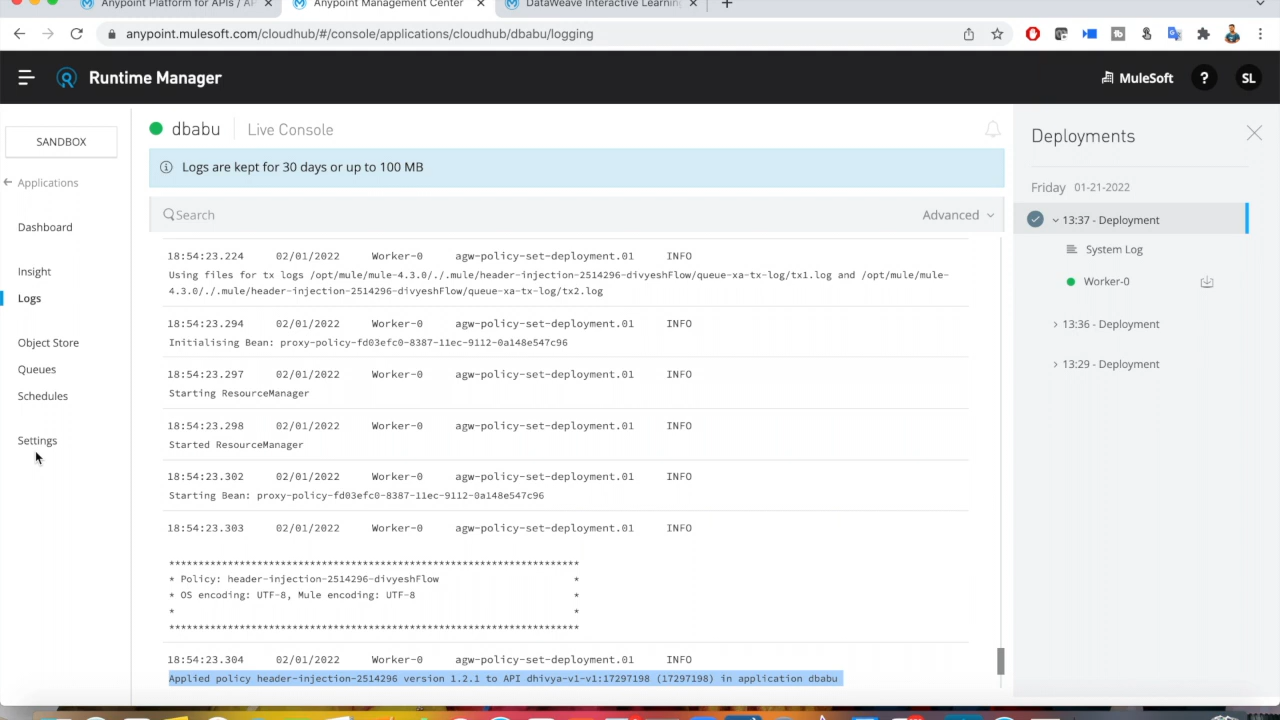 Anypoint Platform for APIs / AP
Anypoint Management Center
DataWeave Interactive Learning
anypoint.mulesoft.com/cloudhub/#/console/applications/cloudhub/dbabu/logging
Runtime Manager
MuleSoft
?
SL
SANDBOX
Applications
Dashboard
Insight
Logs
Object Store
Queues
Schedules
Settings
dbabu
Live Console
Logs are kept for 30 days or up to 100 MB
Search
Advanced
18:54:23.224 02/01/2022 Worker-0 agw-policy-set-deployment.01 INFO
Using files for tx logs /opt/mule/mule-4.3.0/./.mule/header-injection-2514296-divyeshFlow/queue-xa-tx-log/tx1.log and /opt/mule/mule-
4.3.0/./.mule/header-injection-2514296-divyeshFlow/queue-xa-tx-log/tx2.log
18:54:23.294 02/01/2022 Worker-0 agw-policy-set-deployment.01 INFO
Initialising Bean: proxy-policy-fd03efc0-8387-11ec-9112-0a148e547c96
18:54:23.297 02/01/2022 Worker-0 agw-policy-set-deployment.01 INFO
Starting ResourceManager
18:54:23.298 02/01/2022 Worker-0 agw-policy-set-deployment.01 INFO
Started ResourceManager
18:54:23.302 02/01/2022 Worker-0 agw-policy-set-deployment.01 INFO
Starting Bean: proxy-policy-fd03efc0-8387-11ec-9112-0a148e547c96
18:54:23.303 02/01/2022 Worker-0 agw-policy-set-deployment.01 INFO
**********************************************************************
* Policy: header-injection-2514296-divyeshFlow *
* OS encoding: UTF-8, Mule encoding: UTF-8 *
* *
**********************************************************************
18:54:23.304 02/01/2022 Worker-0 agw-policy-set-deployment.01 INFO
Applied policy header-injection-2514296 version 1.2.1 to API dhivya-v1-v1:17297198 (17297198) in application dbabu
Deployments
Friday 01-21-2022
13:37 - Deployment
System Log
Worker-0
13:36 - Deployment
13:29 - Deployment